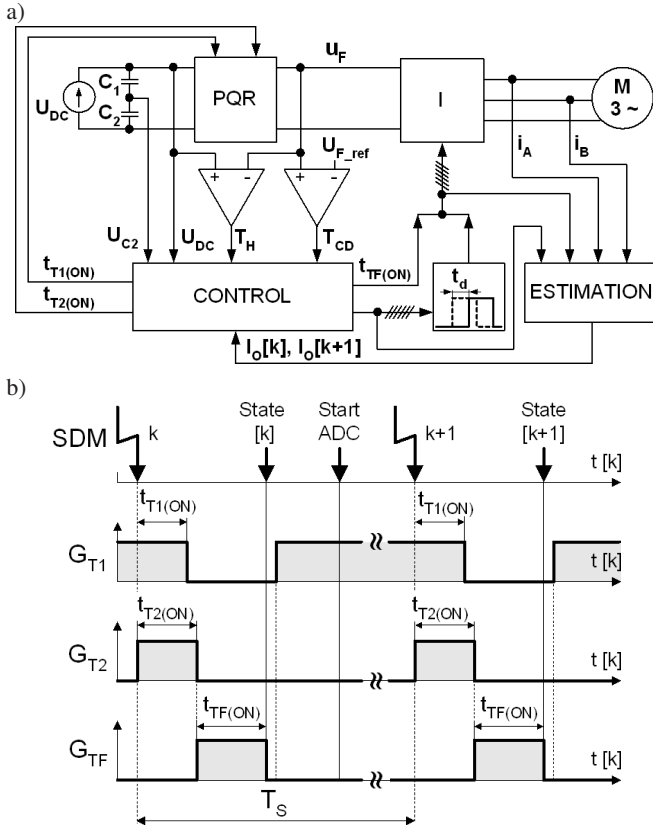 a)
u_F
C_1
C_2
U_DC
PQR
I
M
3 ~
U_F_ref
+ -
+ -
i_A
i_B
U_C2
U_DC
T_H
T_CD
t_T1(ON)
t_T2(ON)
t_TF(ON)
t_d
CONTROL
ESTIMATION
I_O[k], I_O[k+1]
b)
SDM
k
State [k]
Start ADC
k+1
State [k+1]
t [k]
t_T1(ON)
t_T1(ON)
G_T1
t [k]
t_T2(ON)
t_T2(ON)
G_T2
t [k]
t_TF(ON)
t_TF(ON)
G_TF
t [k]
T_S